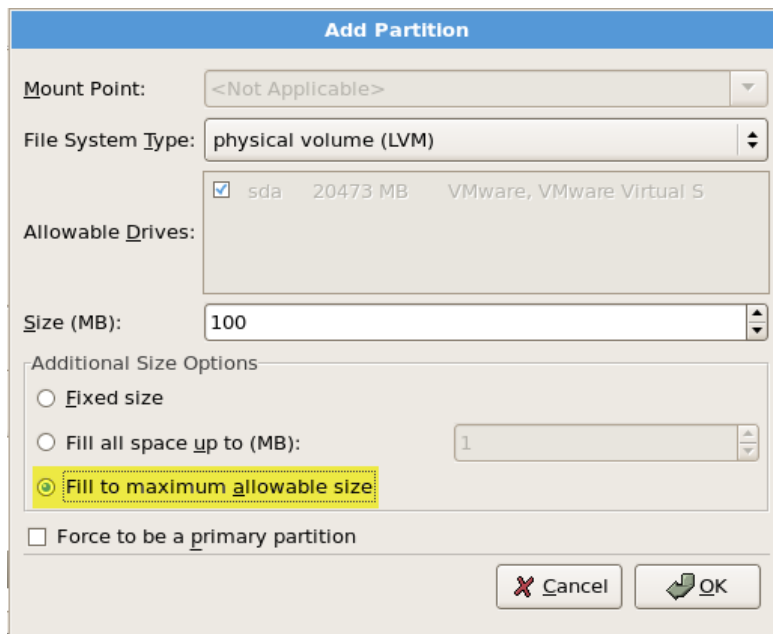 Add Partition
Mount Point: <Not Applicable>
File System Type: physical volume (LVM)
sda 20473 MB VMware, VMware Virtual S
Allowable Drives:
Size (MB): 100
Additional Size Options
Fixed size
Fill all space up to (MB): 1
Fill to maximum allowable size
Force to be a primary partition
Cancel OK